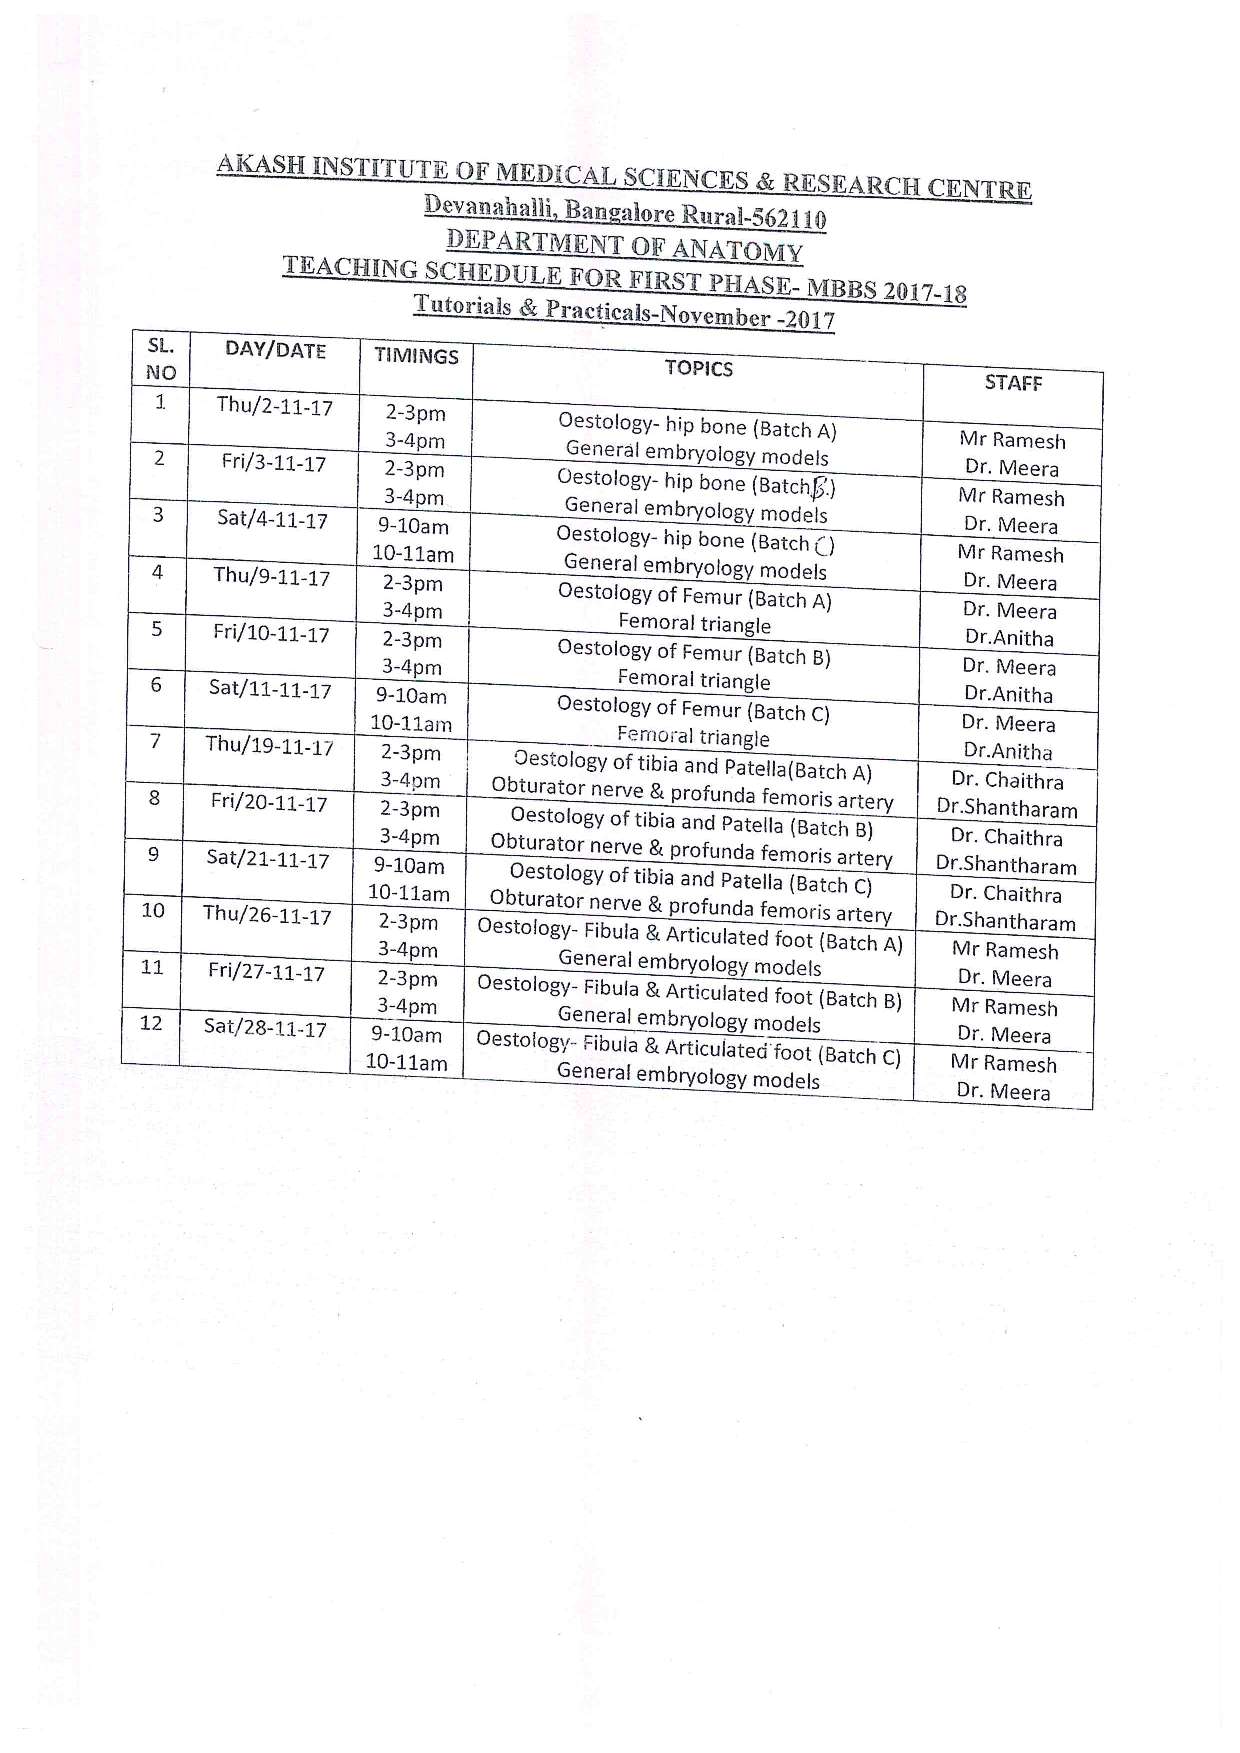 AKASH INSTITUTE OF MEDICAL SCIENCES & RESEARCH CENTRE
Devanahalli, Bangalore Rural-562110
DEPARTMENT OF ANATOMY
TEACHING SCHEDULE FOR FIRST PHASE- MBBS 2017-18
Tutorials & Practicals-November -2017
SL. NO DAY/DATE TIMINGS TOPICS STAFF
1 Thu/2-11-17 2-3pm Oestology- hip bone (Batch A) Mr Ramesh
3-4pm General embryology models Dr. Meera
2 Fri/3-11-17 2-3pm Oestology- hip bone (Batch B.) Mr Ramesh
3-4pm General embryology models Dr. Meera
3 Sat/4-11-17 9-10am Oestology- hip bone (Batch C) Mr Ramesh
10-11am General embryology models Dr. Meera
4 Thu/9-11-17 2-3pm Oestology of Femur (Batch A) Dr. Meera
3-4pm Femoral triangle Dr.Anitha
5 Fri/10-11-17 2-3pm Oestology of Femur (Batch B) Dr. Meera
3-4pm Femoral triangle Dr.Anitha
6 Sat/11-11-17 9-10am Oestology of Femur (Batch C) Dr. Meera
10-11am Femoral triangle Dr.Anitha
7 Thu/19-11-17 2-3pm Oestology of tibia and Patella(Batch A) Dr. Chaithra
3-4pm Obturator nerve & profunda femoris artery Dr.Shantharam
8 Fri/20-11-17 2-3pm Oestology of tibia and Patella (Batch B) Dr. Chaithra
3-4pm Obturator nerve & profunda femoris artery Dr.Shantharam
9 Sat/21-11-17 9-10am Oestology of tibia and Patella (Batch C) Dr. Chaithra
10-11am Obturator nerve & profunda femoris artery Dr.Shantharam
10 Thu/26-11-17 2-3pm Oestology- Fibula & Articulated foot (Batch A) Mr Ramesh
3-4pm General embryology models Dr. Meera
11 Fri/27-11-17 2-3pm Oestology- Fibula & Articulated foot (Batch B) Mr Ramesh
3-4pm General embryology models Dr. Meera
12 Sat/28-11-17 9-10am Oestology- Fibula & Articulated foot (Batch C) Mr Ramesh
10-11am General embryology models Dr. Meera